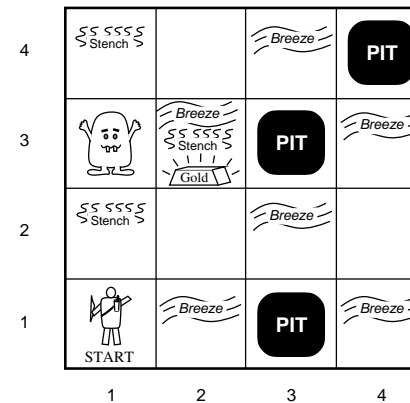 4
Stench
Breeze
PIT
3
Breeze
Stench
Gold
PIT
Breeze
2
Stench
Breeze
1
START
Breeze
PIT
Breeze
1 2 3 4